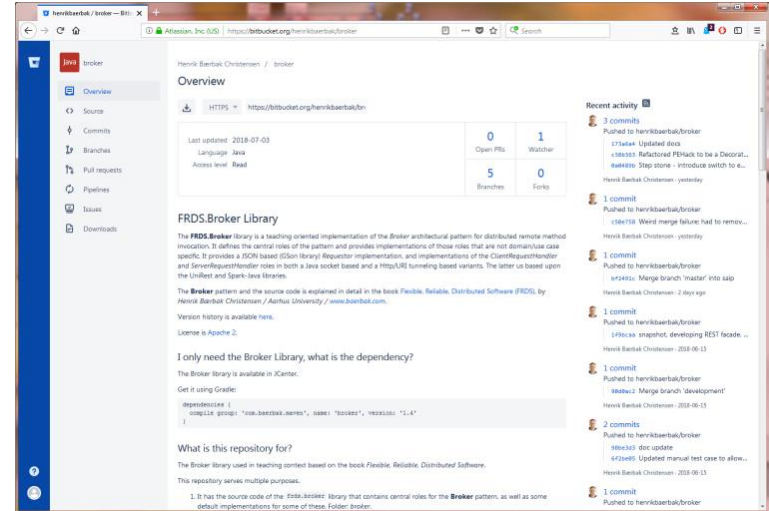 henrikbaerbak / broker — Bitb
Atlassian, Inc. (US)
https://bitbucket.org/henrikbaerbak/broker
Search
Java
broker
Overview
Source
Commits
Branches
Pull requests
Pipelines
Issues
Downloads
Henrik Bærbak Christensen / broker
Overview
HTTPS
https://bitbucket.org/henrikbaerbak/bro
Last updated 2018-07-03
Language Java
Access level Read
0
Open PRs
1
Watcher
5
Branches
0
Forks
FRDS.Broker Library
The FRDS.Broker library is a teaching oriented implementation of the Broker architectural pattern for distributed remote method
invocation. It defines the central roles of the pattern and provides implementations of those roles that are not domain/use case
specific. It provides a JSON based (GSon library) Requestor implementation, and implementations of the ClientRequestHandler
and ServerRequestHandler roles in both a Java socket based and a Http/URI tunneling based variants. The latter us based upon
the UniRest and Spark-Java libraries.
The Broker pattern and the source code is explained in detail in the book Flexible, Reliable, Distributed Software (FRDS), by
Henrik Bærbak Christensen / Aarhus University / www.baerbak.com.
Version history is available here.
License is Apache 2.
I only need the Broker Library, what is the dependency?
The Broker library is available in JCenter.
Get it using Gradle:
dependencies {
compile group: 'com.baerbak.maven', name: 'broker', version: '1.4'
}
What is this repository for?
The Broker library used in teaching context based on the book Flexible, Reliable, Distributed Software.
This repository serves multiple purposes.
1. It has the source code of the frds.broker library that contains central roles for the Broker pattern, as well as some
default implementations for some of these. Folder: broker.
Recent activity
3 commits
Pushed to henrikbaerbak/broker
Updated docs
Refactored PEHack to be a Decorat...
Step stone - introduce switch to e...
Henrik Bærbak Christensen · yesterday
1 commit
Pushed to henrikbaerbak/broker
Weird merge failure; had to remov...
Henrik Bærbak Christensen · yesterday
1 commit
Pushed to henrikbaerbak/broker
Merge branch 'master' into saip
Henrik Bærbak Christensen · 2 days ago
1 commit
Pushed to henrikbaerbak/broker
snapshot, developing REST facade. ...
Henrik Bærbak Christensen · 2018-06-15
1 commit
Pushed to henrikbaerbak/broker
Merge branch 'development'
Henrik Bærbak Christensen · 2018-06-15
2 commits
Pushed to henrikbaerbak/broker
doc update
Updated manual test case to allow...
Henrik Bærbak Christensen · 2018-06-15
1 commit
Pushed to henrikbaerbak/broker